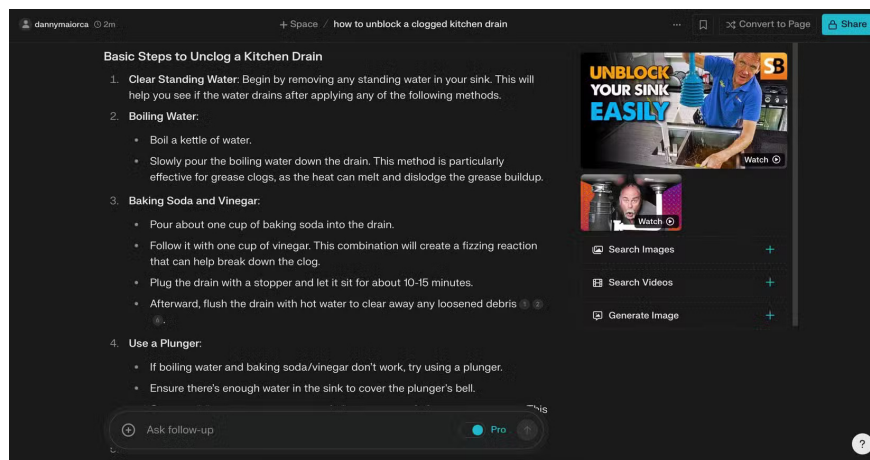 dannymaiorca 2m + Space / how to unblock a clogged kitchen drain ... Convert to Page Share
Basic Steps to Unclog a Kitchen Drain
1. Clear Standing Water: Begin by removing any standing water in your sink. This will
help you see if the water drains after applying any of the following methods.
2. Boiling Water:
• Boil a kettle of water.
• Slowly pour the boiling water down the drain. This method is particularly
effective for grease clogs, as the heat can melt and dislodge the grease buildup.
3. Baking Soda and Vinegar:
• Pour about one cup of baking soda into the drain.
• Follow it with one cup of vinegar. This combination will create a fizzing reaction
that can help break down the clog.
• Plug the drain with a stopper and let it sit for about 10-15 minutes.
• Afterward, flush the drain with hot water to clear away any loosened debris 1 2
6.
4. Use a Plunger:
• If boiling water and baking soda/vinegar don't work, try using a plunger.
• Ensure there's enough water in the sink to cover the plunger's bell.
This
Ask follow-up Pro
UNBLOCK
YOUR SINK
EASILY
SB
Watch
Watch
Search Images +
Search Videos +
Generate Image +
?